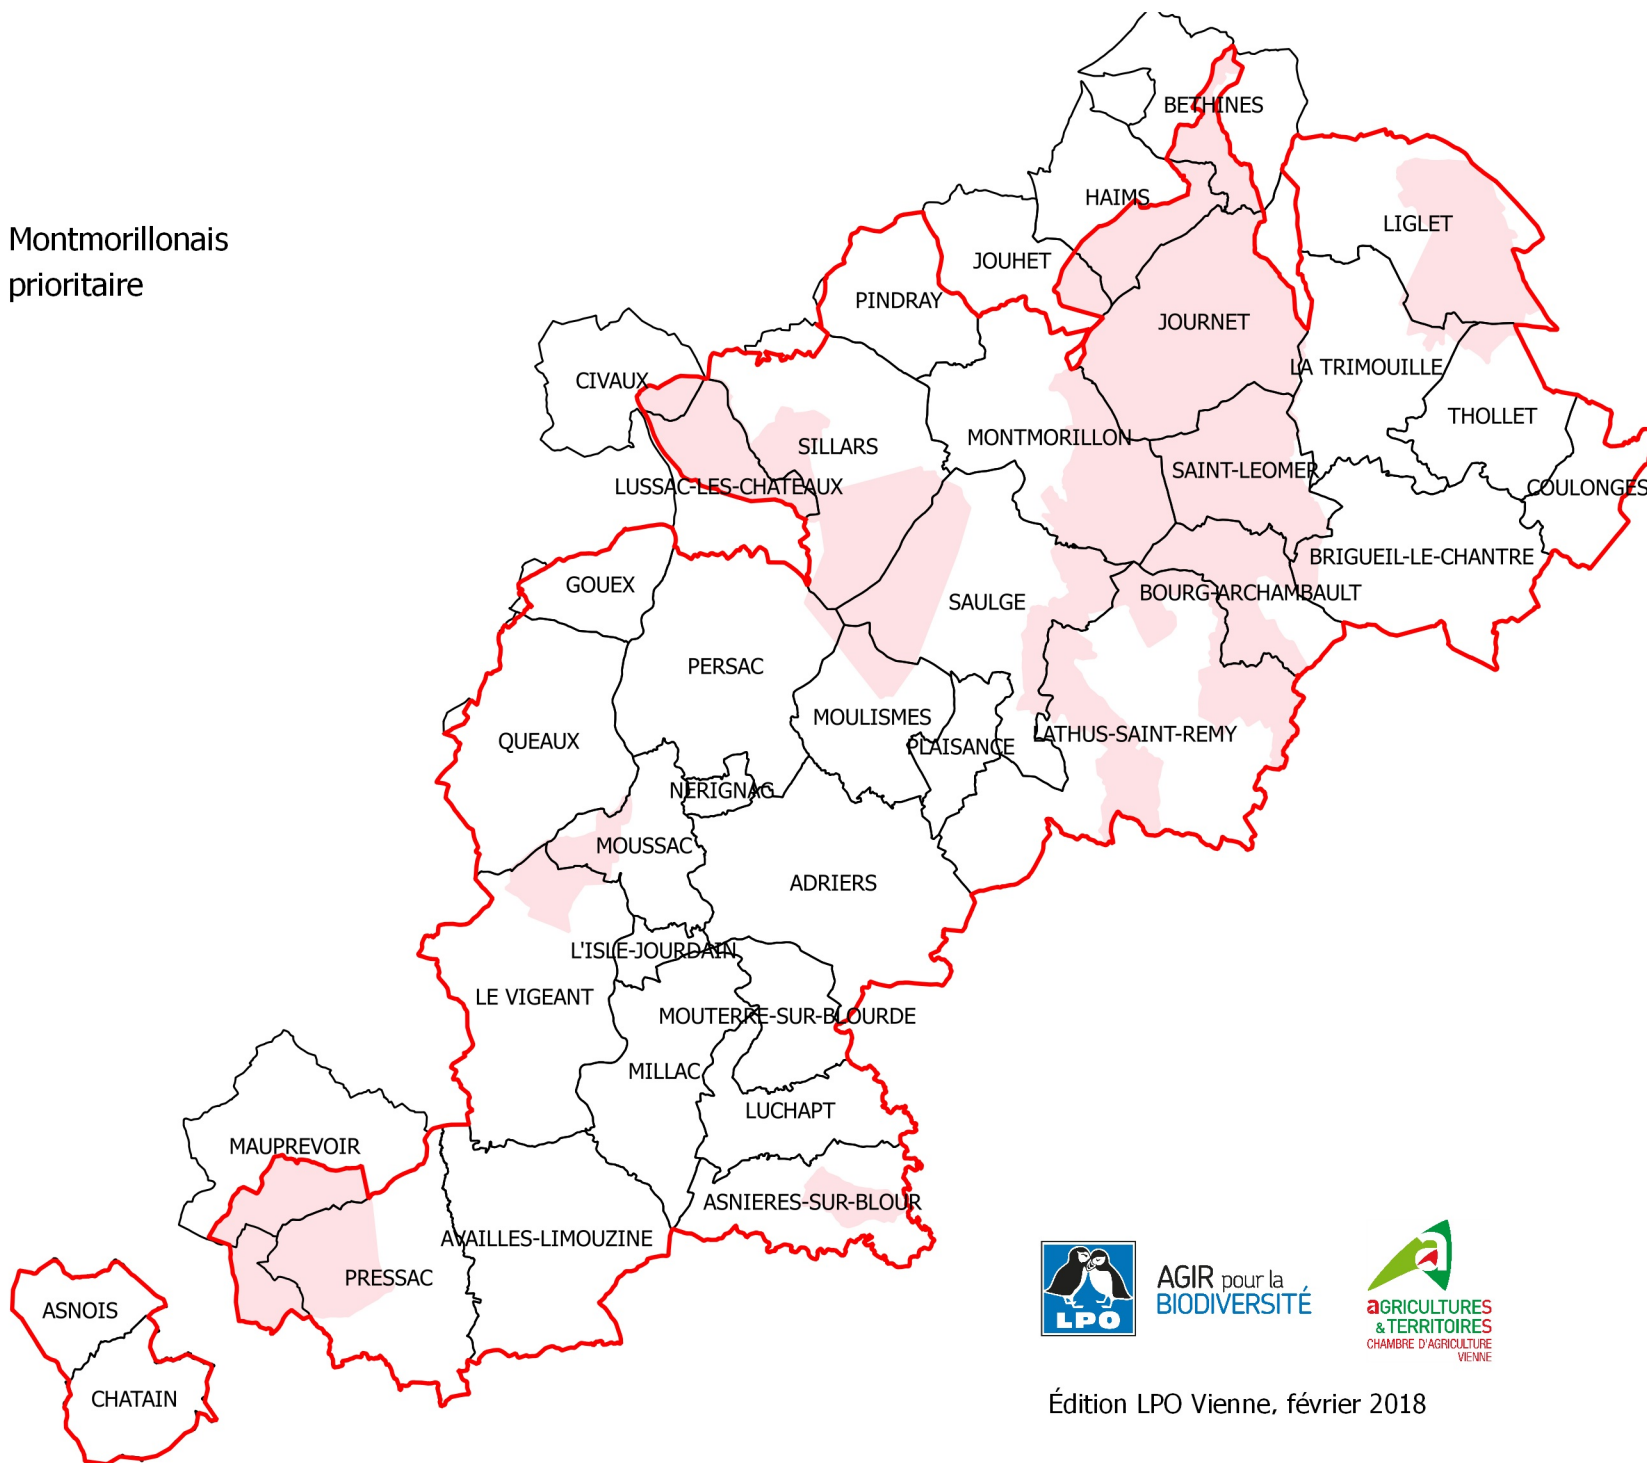 Montmorillonais
prioritaire
BETHINES
HAIMS
LIGLET
JOUHET
PINDRAY
JOURNET
LA TRIMOUILLE
CIVAUX
THOLLET
SILLARS
MONTMORILLON
SAINT-LEOMER
LUSSAC-LES-CHATEAUX
COULONGES
BRIGUEIL-LE-CHANTRE
GOUEX
BOURG-ARCHAMBAULT
SAULGE
PERSAC
MOULISMES
LATHUS-SAINT-REMY
QUEAUX
PLAISANCE
NERIGNAC
MOUSSAC
ADRIERS
L'ISLE-JOURDAIN
LE VIGEANT
MOUTERRE-SUR-BLOURDE
MILLAC
LUCHAPT
MAUPREVOIR
ASNIERES-SUR-BLOUR
AVAILLES-LIMOUZINE
PRESSAC
ASNOIS
CHATAIN
LPO
AGIR pour la
BIODIVERSITÉ
a
aGRICULTURES
& TERRITOIRES
CHAMBRE D'AGRICULTURE
VIENNE
Édition LPO Vienne, février 2018